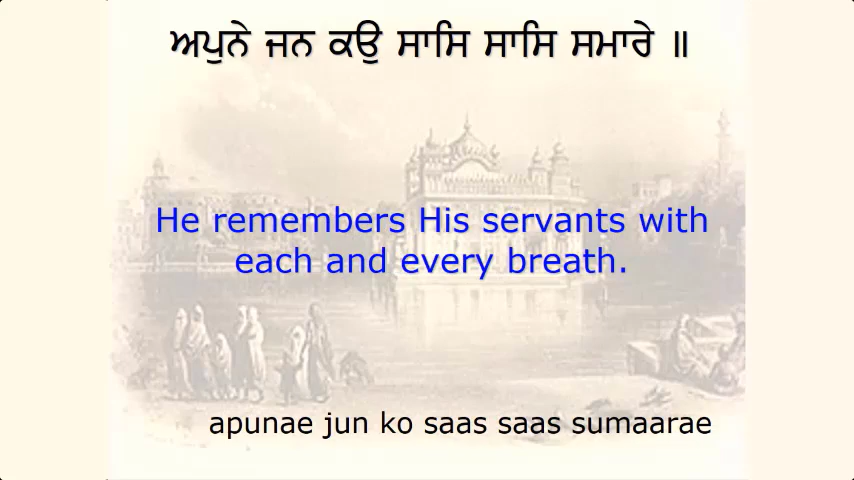 ਅਪੁਨੇ ਜਨ ਕਉ ਸਾਸਿ ਸਾਸਿ ਸਮਾਰੇ ॥
He remembers His servants with
each and every breath.
apunae jun ko saas saas sumaarae